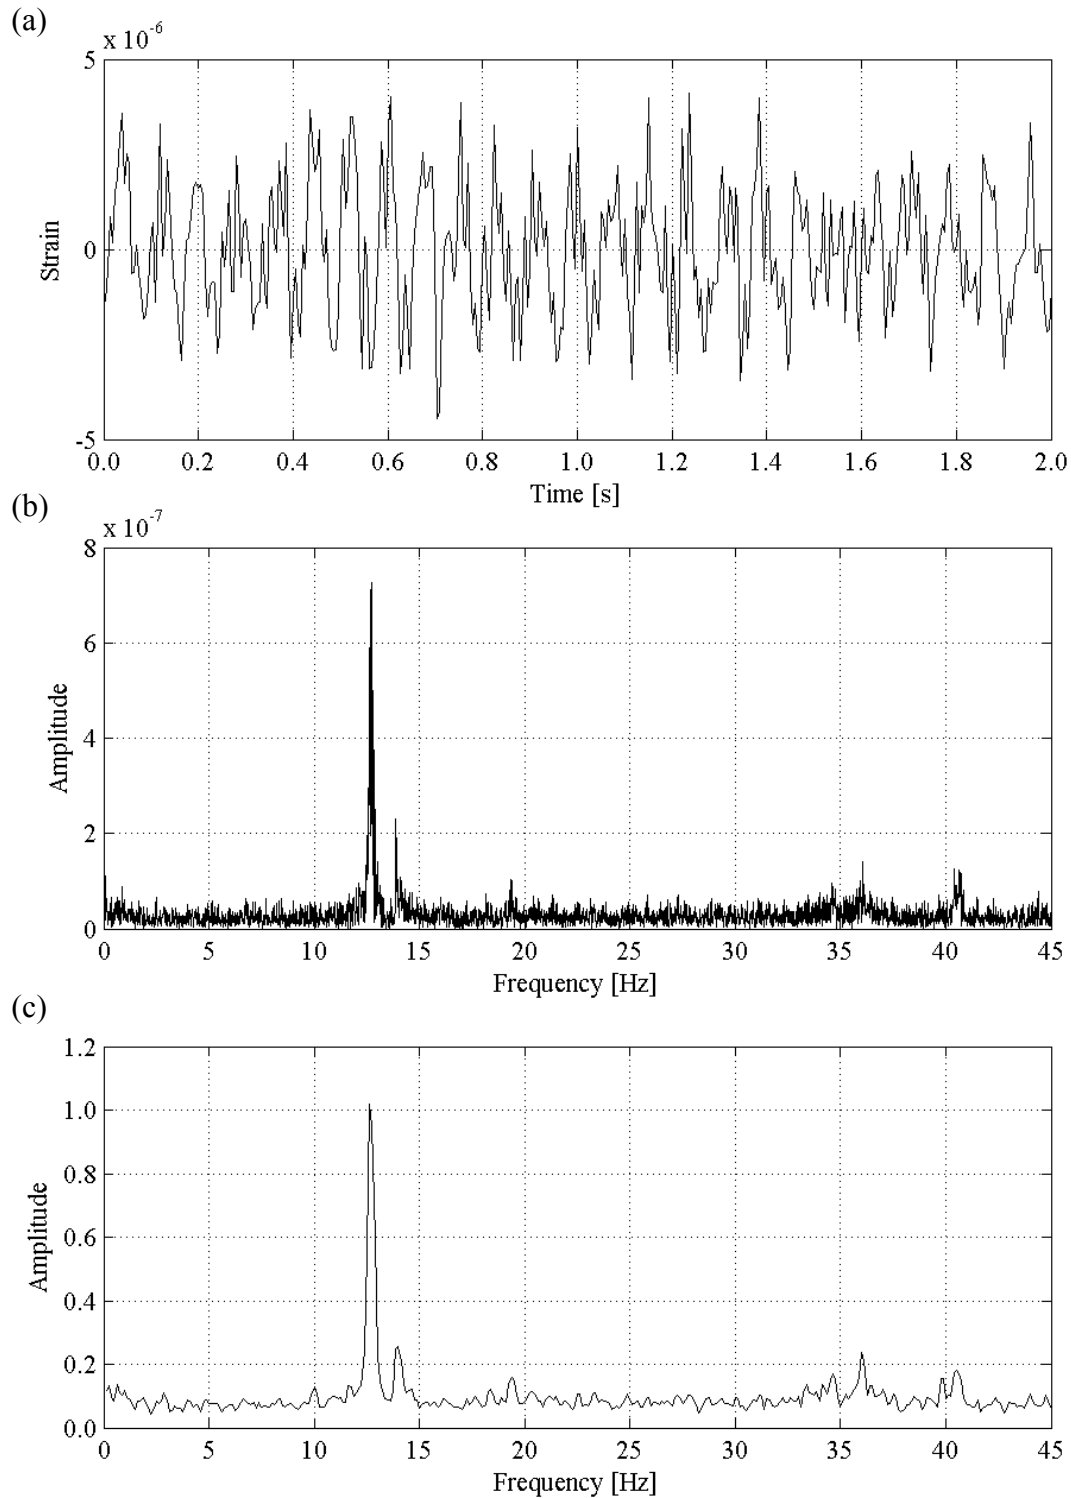 (a)
x 10-6
5
0
-5
Strain
0.0 0.2 0.4 0.6 0.8 1.0 1.2 1.4 1.6 1.8 2.0
Time [s]
(b)
x 10-7
8
6
4
2
0
Amplitude
0 5 10 15 20 25 30 35 40 45
Frequency [Hz]
(c)
1.2
1.0
0.8
0.6
0.4
0.2
0.0
Amplitude
0 5 10 15 20 25 30 35 40 45
Frequency [Hz]